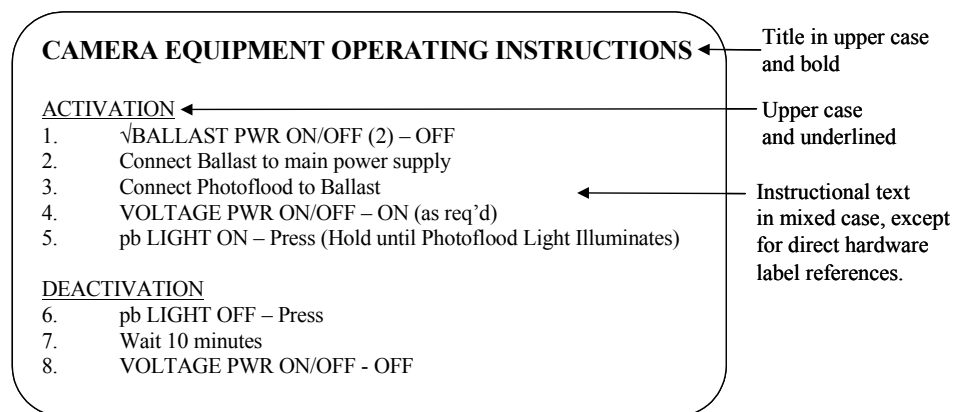 CAMERA EQUIPMENT OPERATING INSTRUCTIONS
ACTIVATION
1. √BALLAST PWR ON/OFF (2) – OFF
2. Connect Ballast to main power supply
3. Connect Photoflood to Ballast
4. VOLTAGE PWR ON/OFF – ON (as req’d)
5. pb LIGHT ON – Press (Hold until Photoflood Light Illuminates)
DEACTIVATION
6. pb LIGHT OFF – Press
7. Wait 10 minutes
8. VOLTAGE PWR ON/OFF - OFF
Title in upper case
and bold
Upper case
and underlined
Instructional text
in mixed case, except
for direct hardware
label references.